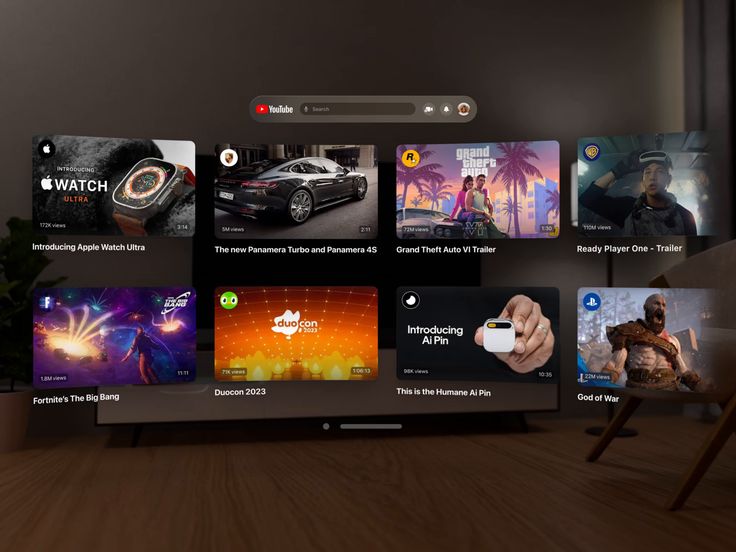 YouTube
Search
INTRODUCING
WATCH
ULTRA
172K views
3:14
Introducing Apple Watch Ultra
5M views
2:11
The new Panamera Turbo and Panamera 4S
R
grand
theft
auto
VI
72M views
1:30
Grand Theft Auto VI Trailer
110M views
Ready Player One - Trailer
F
THE BIG
BANG
1.8M views
11:11
Fortnite's The Big Bang
duocon
2023
71K views
1:06:13
Duocon 2023
Introducing
Ai Pin
98K views
10:35
This is the Humane Ai Pin
22M views
God of War